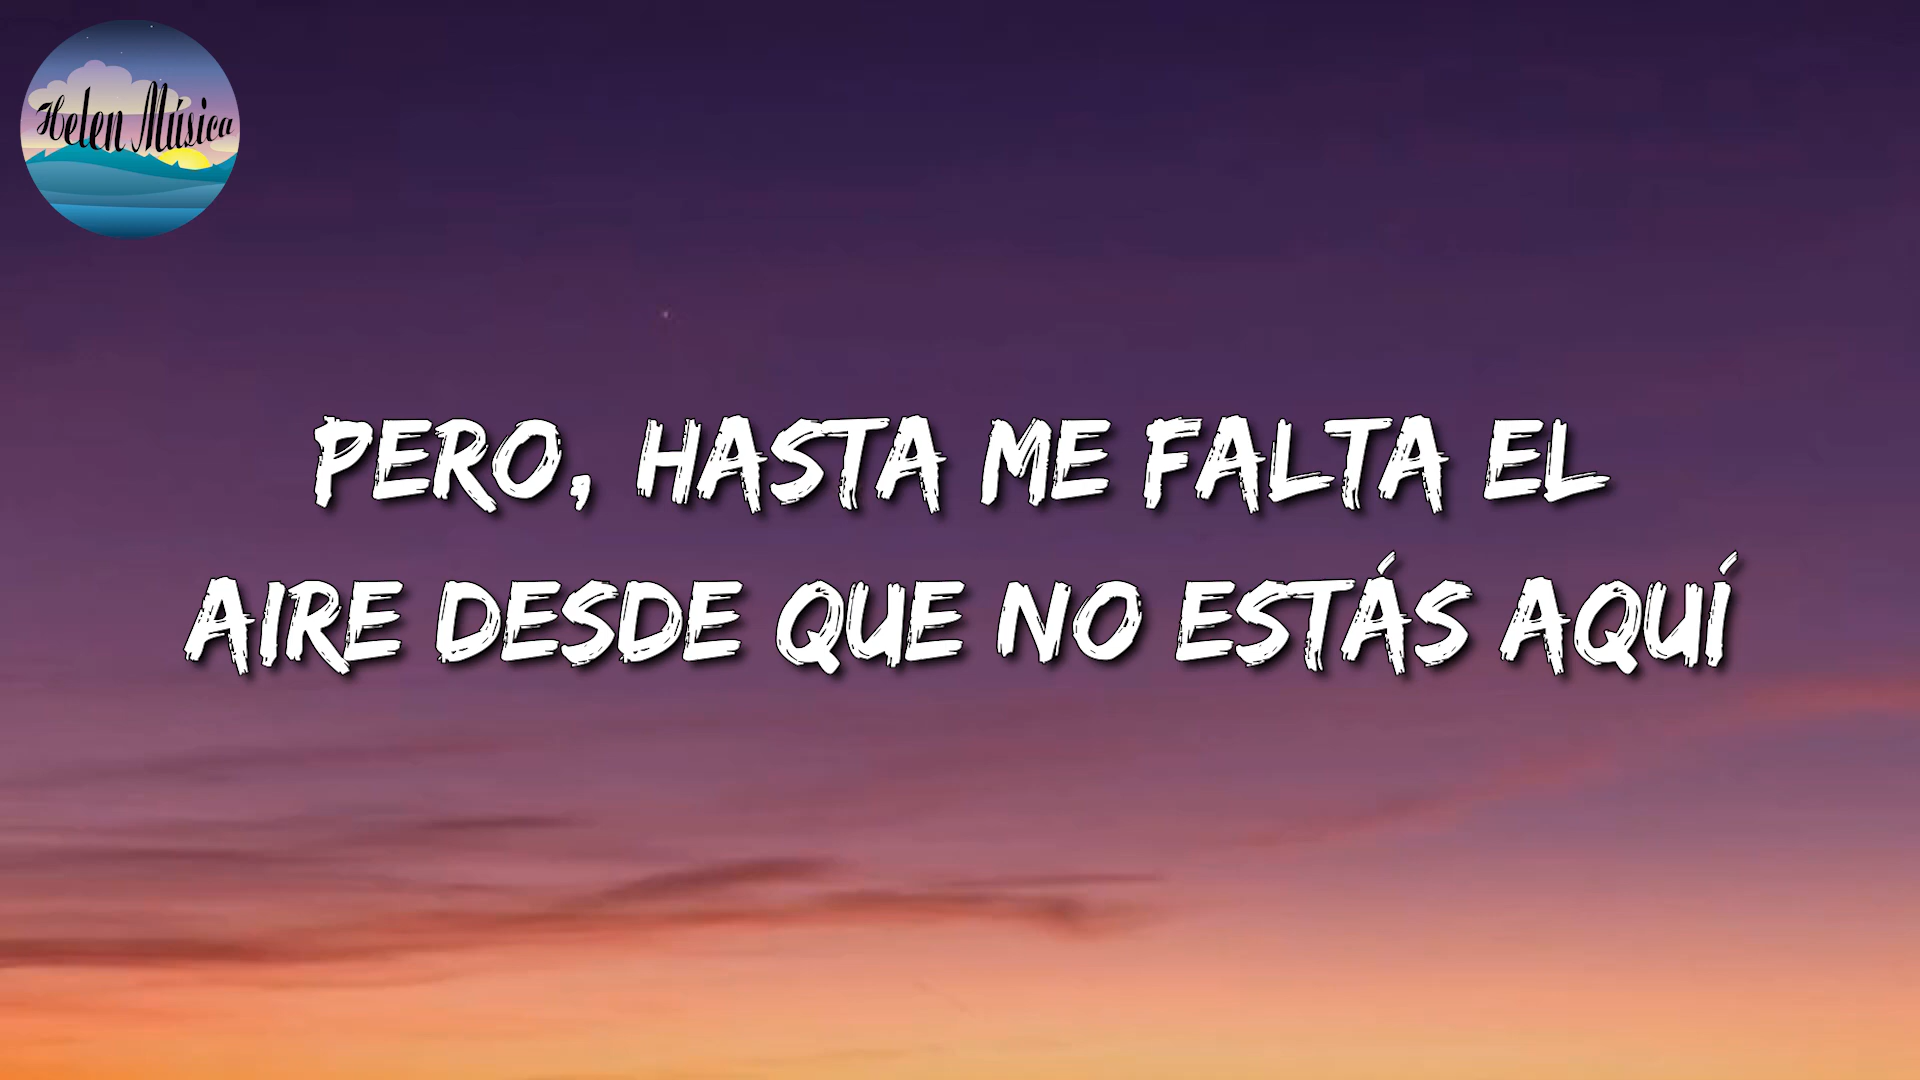 Helen Música
PERO, HASTA ME FALTA EL
AIRE DESDE QUE NO ESTÁS AQUÍ